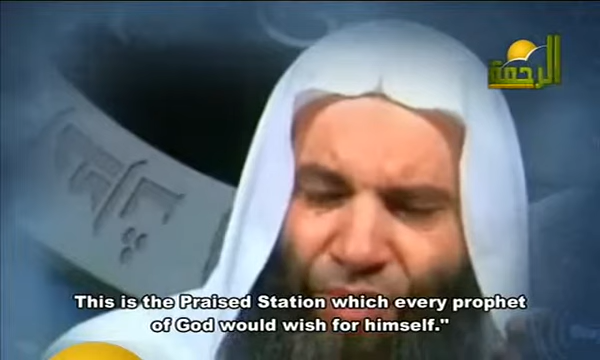 الرحمة
This is the Praised Station which every prophet
of God would wish for himself."